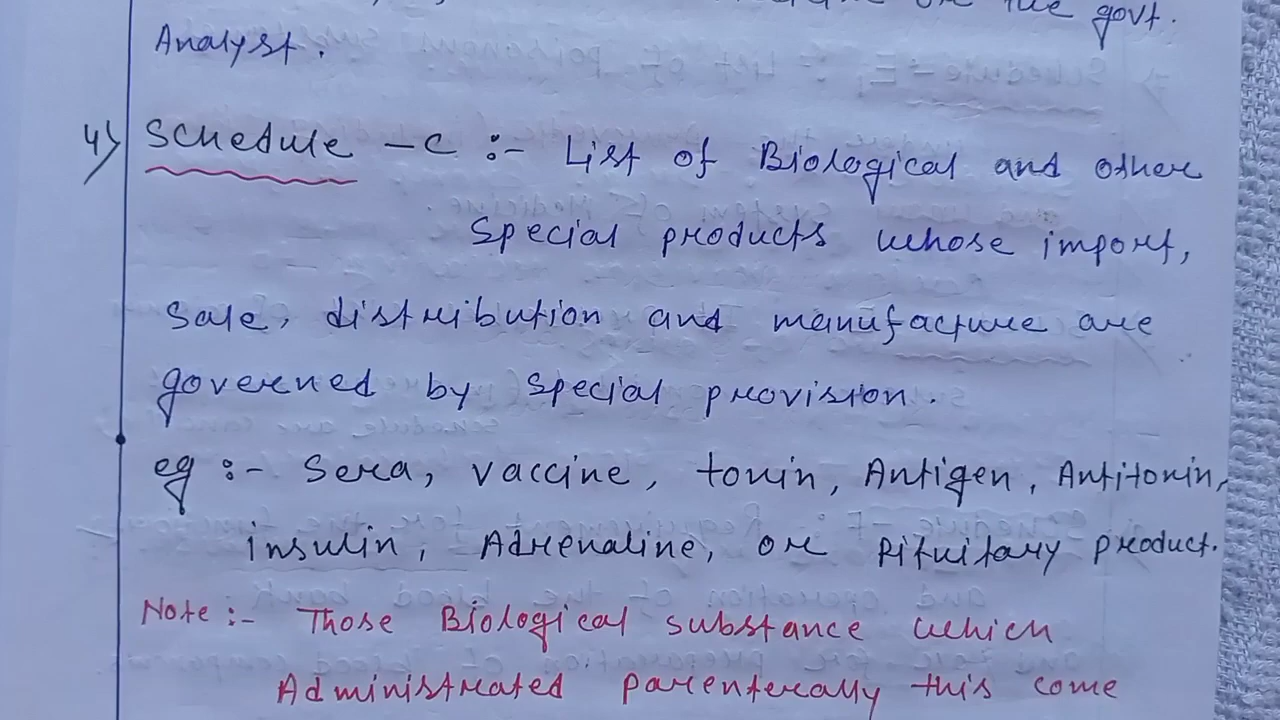 the govt.
Analyst.
4) Schedule - C :- List of Biological and other
Special products whose import,
Sale, distribution and manufacture are
governed by special provision.
eg :- Sera, vaccine, toxin, Antigen, Antitoxin,
insulin, Adrenaline, or Pituitary product.
Note :- Those Biological substance which
Administrated parenterally this come